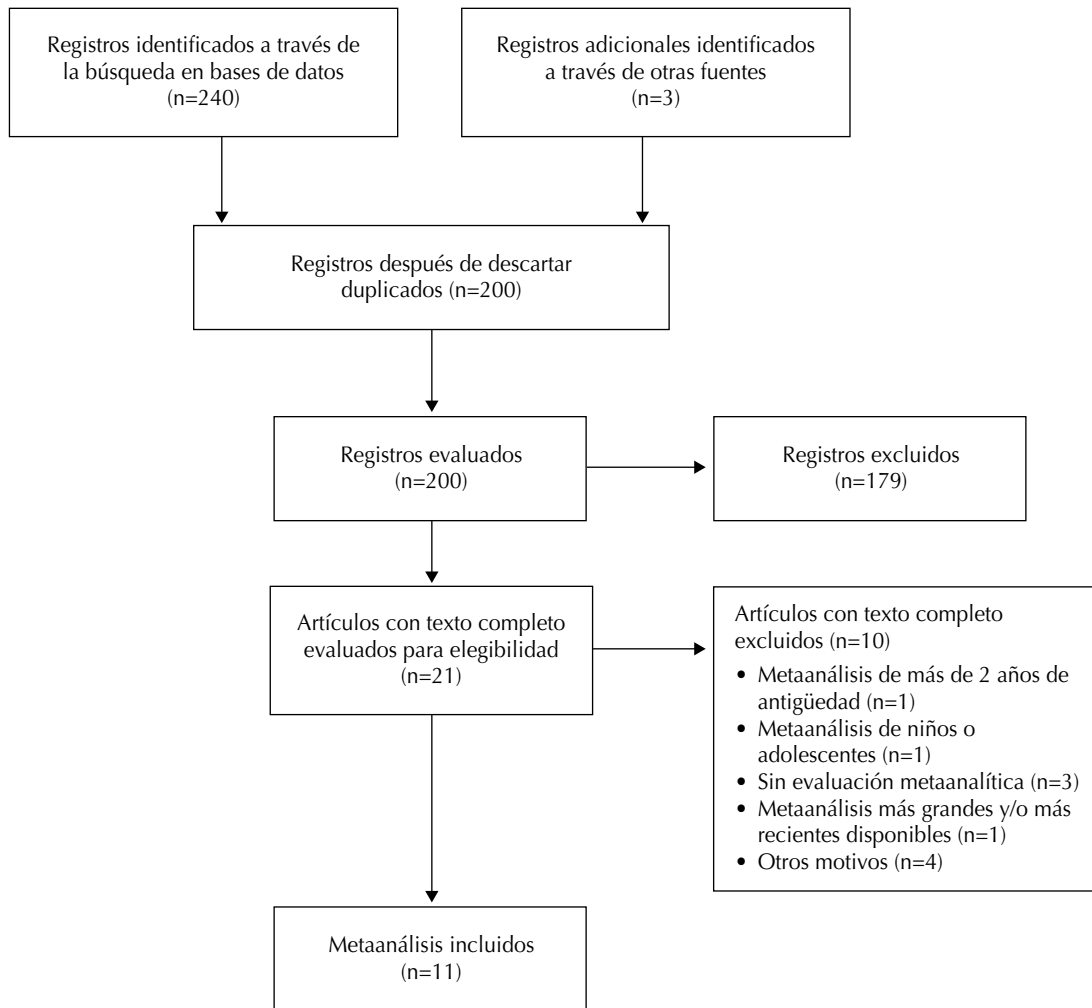 Registros identificados a través de
la búsqueda en bases de datos
(n=240)
Registros adicionales identificados
a través de otras fuentes
(n=3)
Registros después de descartar
duplicados (n=200)
Registros evaluados
(n=200)
Registros excluidos
(n=179)
Artículos con texto completo
evaluados para elegibilidad
(n=21)
Artículos con texto completo
excluidos (n=10)
• Metaanálisis de más de 2 años de
antigüedad (n=1)
• Metaanálisis de niños o
adolescentes (n=1)
• Sin evaluación metaanalítica (n=3)
• Metaanálisis más grandes y/o más
recientes disponibles (n=1)
• Otros motivos (n=4)
Metaanálisis incluidos
(n=11)